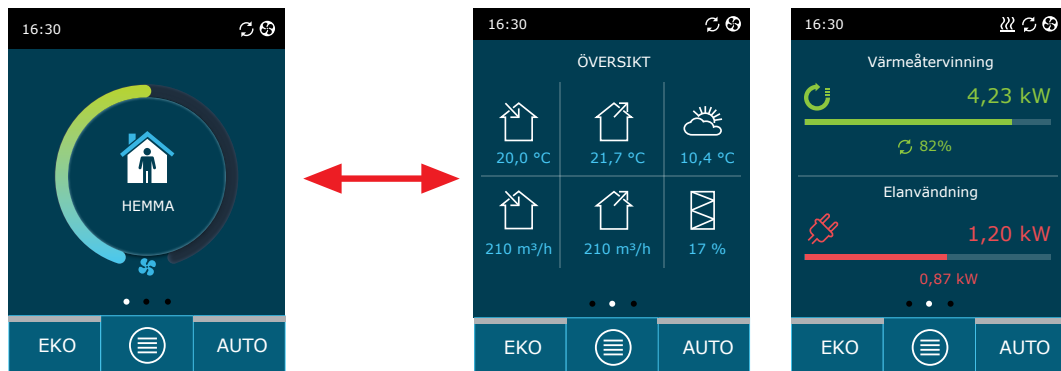 16:30
HEMMA
EKO
AUTO
16:30
ÖVERSIKT
20,0 °C
21,7 °C
10,4 °C
210 m³/h
210 m³/h
17 %
EKO
AUTO
16:30
Värmeåtervinning
4,23 kW
82%
Elanvändning
1,20 kW
0,87 kW
EKO
AUTO